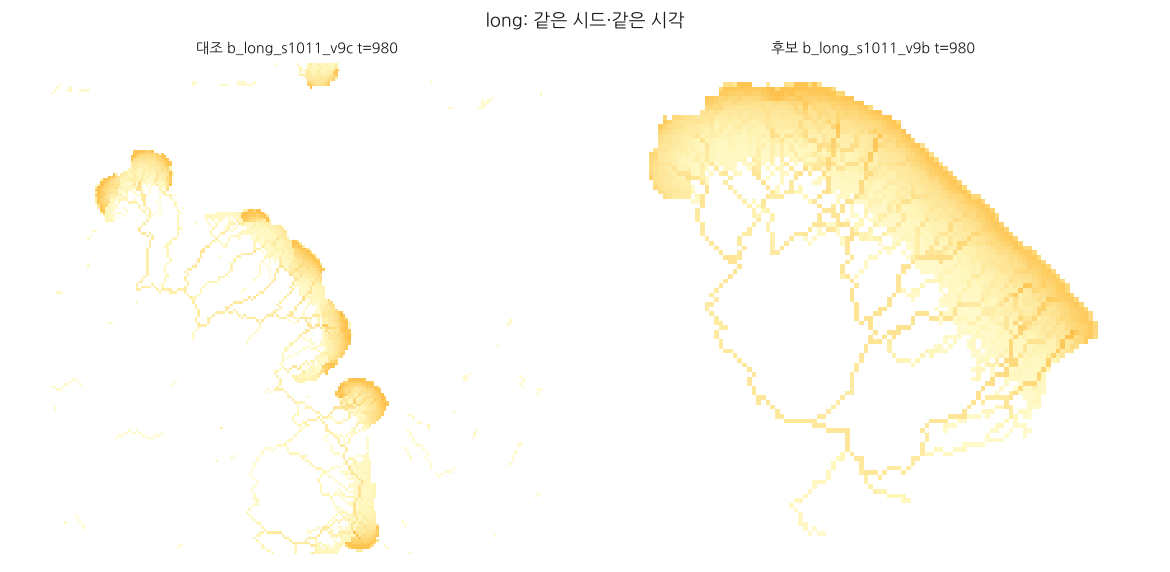 long: 같은 시드·같은 시각
대조 b_long_s1011_v9c t=980
후보 b_long_s1011_v9b t=980